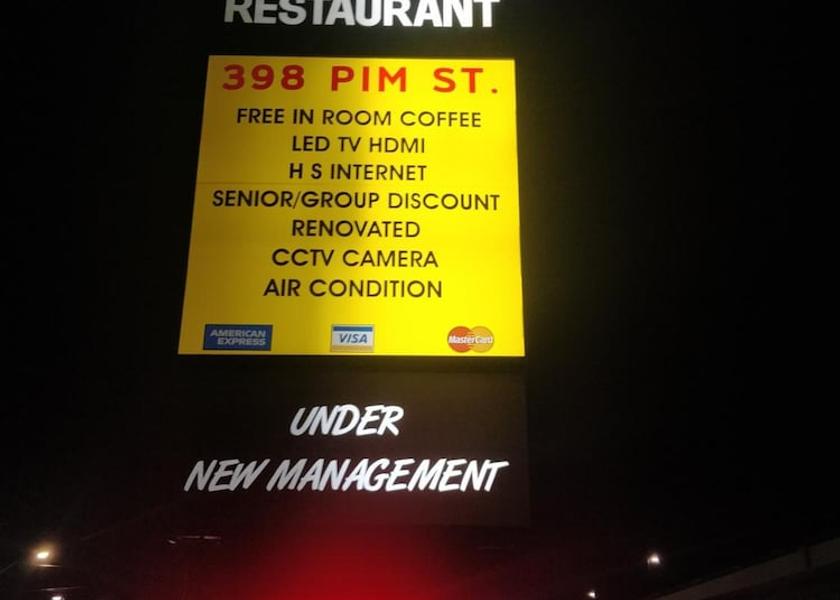 RESTAURANT
398 PIM ST.
FREE IN ROOM COFFEE
LED TV HDMI
H S INTERNET
SENIOR/GROUP DISCOUNT
RENOVATED
CCTV CAMERA
AIR CONDITION
AMERICAN EXPRESS VISA MasterCard
UNDER
NEW MANAGEMENT